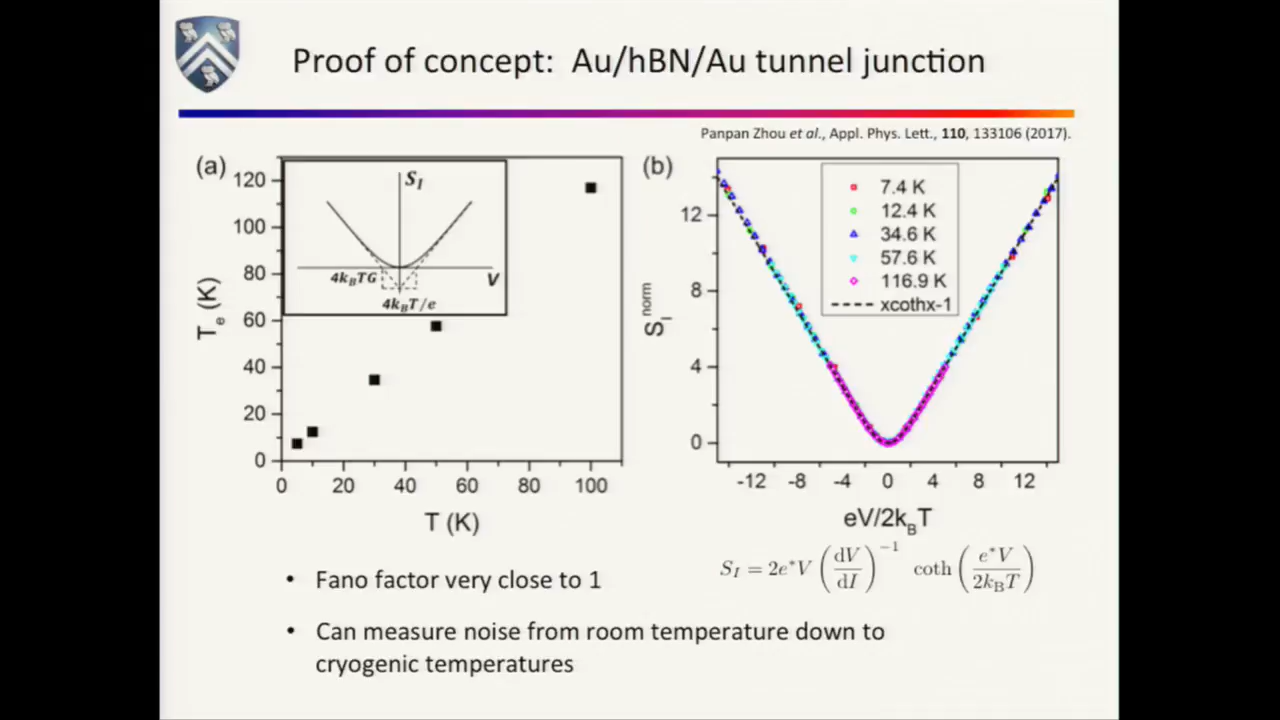 Proof of concept: Au/hBN/Au tunnel junction
Panpan Zhou et al., Appl. Phys. Lett., 110, 133106 (2017).
(a)
120
100
80
60
40
20
0
T_e (K)
0 20 40 60 80 100
T (K)
S_I
4k_BTG
V
4k_BT/e
(b)
12
8
4
0
S_I^norm
7.4 K
12.4 K
34.6 K
57.6 K
116.9 K
xcothx-1
-12 -8 -4 0 4 8 12
eV/2k_BT
S_I = 2e*V (dV/dI)^−1 coth (e*V/2k_BT)
• Fano factor very close to 1
• Can measure noise from room temperature down to
cryogenic temperatures